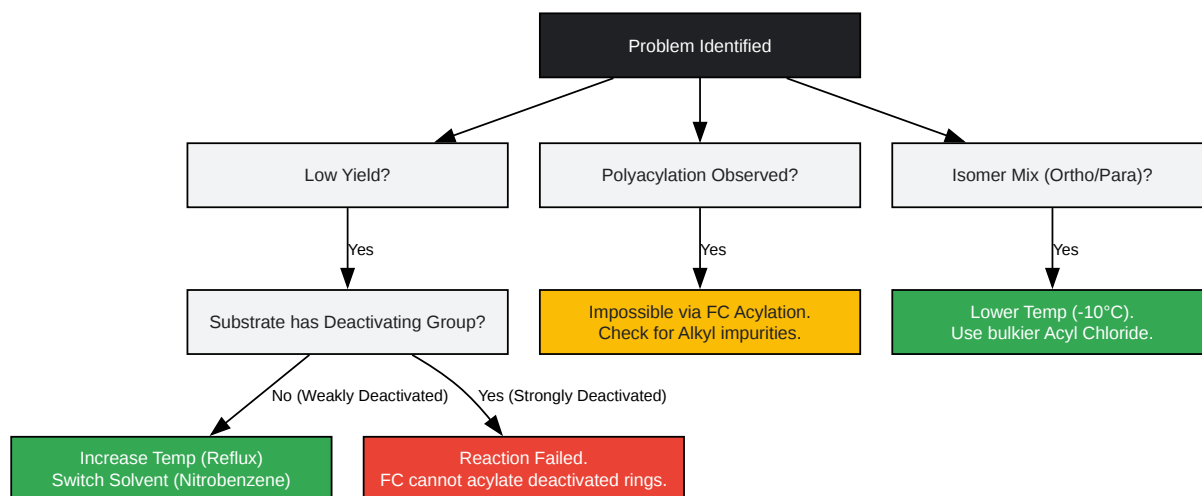 Problem Identified
Low Yield?
Polyacylation Observed?
Isomer Mix (Ortho/Para)?
Yes
Yes
Yes
Substrate has Deactivating Group?
Impossible via FC Acylation.
Check for Alkyl impurities.
Lower Temp (-10°C).
Use bulkier Acyl Chloride.
No (Weakly Deactivated)
Yes (Strongly Deactivated)
Increase Temp (Reflux)
Switch Solvent (Nitrobenzene)
Reaction Failed.
FC cannot acylate deactivated rings.